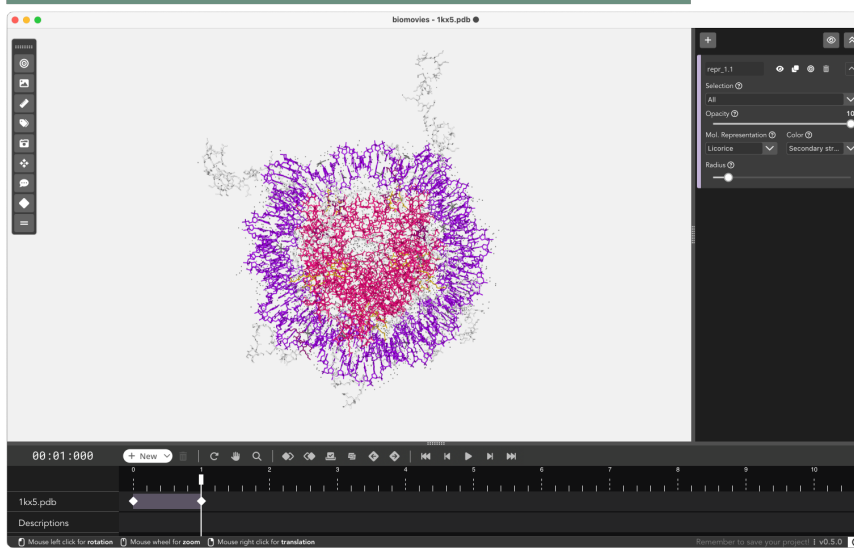 biomovies - 1kx5.pdb
repr_1.1
Selection
All
Opacity
Mol. Representation Color
Licorice Secondary str...
Radius
00:01:000
+ New
0 1 2 3 4 5 6 7 8 9 10
1kx5.pdb
Descriptions
Mouse left click for rotation Mouse wheel for zoom Mouse right click for translation
Remember to save your project! v0.5.0